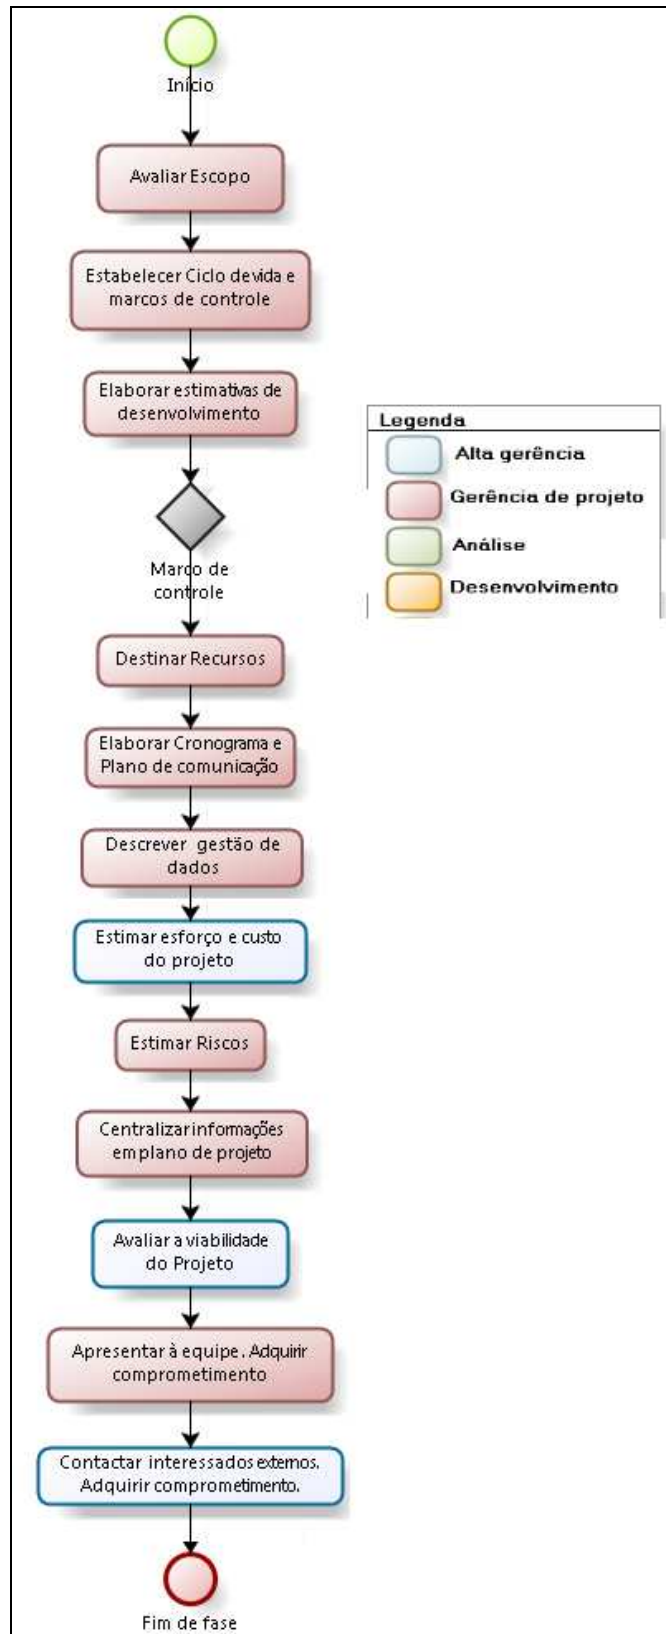 Início
Avaliar Escopo
Estabelecer Ciclo de vida e
marcos de controle
Elaborar estimativas de
desenvolvimento
Marco de
controle
Destinar Recursos
Elaborar Cronograma e
Plano de comunicação
Descrever gestão de
dados
Estimar esforço e custo
do projeto
Estimar Riscos
Centralizar informações
em plano de projeto
Avaliar a viabilidade
do Projeto
Apresentar à equipe. Adquirir
comprometimento
Contactar interessados externos.
Adquirir comprometimento.
Fim de fase
Legenda
Alta gerência
Gerência de projeto
Análise
Desenvolvimento